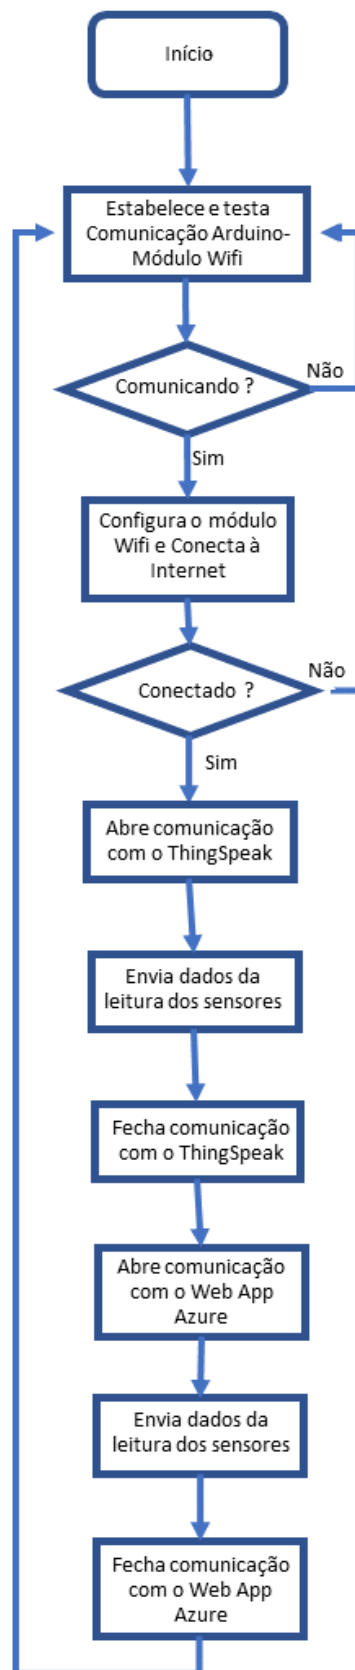 Início
Estabelece e testa
Comunicação Arduino-
Módulo Wifi
Comunicando ?
Não
Sim
Configura o módulo
Wifi e Conecta à
Internet
Não
Conectado ?
Sim
Abre comunicação
com o ThingSpeak
Envia dados da
leitura dos sensores
Fecha comunicação
com o ThingSpeak
Abre comunicação
com o Web App
Azure
Envia dados da
leitura dos sensores
Fecha comunicação
com o Web App
Azure